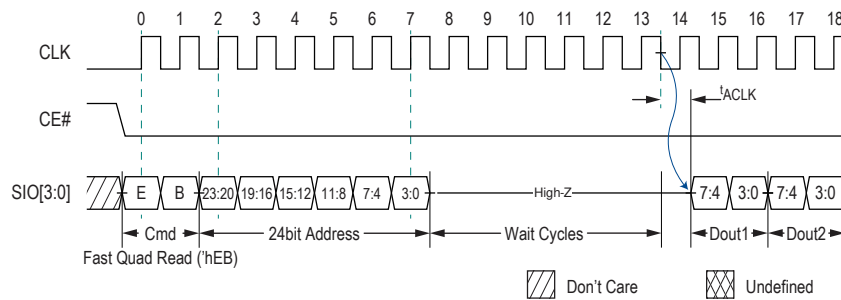 0 1 2 3 4 5 6 7 8 9 10 11 12 13 14 15 16 17 18
CLK
tACLK
CE#
SIO[3:0] E B 23:20 19:16 15:12 11:8 7:4 3:0 High-Z 7:4 3:0 7:4 3:0
Cmd 24bit Address Wait Cycles Dout1 Dout2
Fast Quad Read ('hEB)
Don't Care Undefined